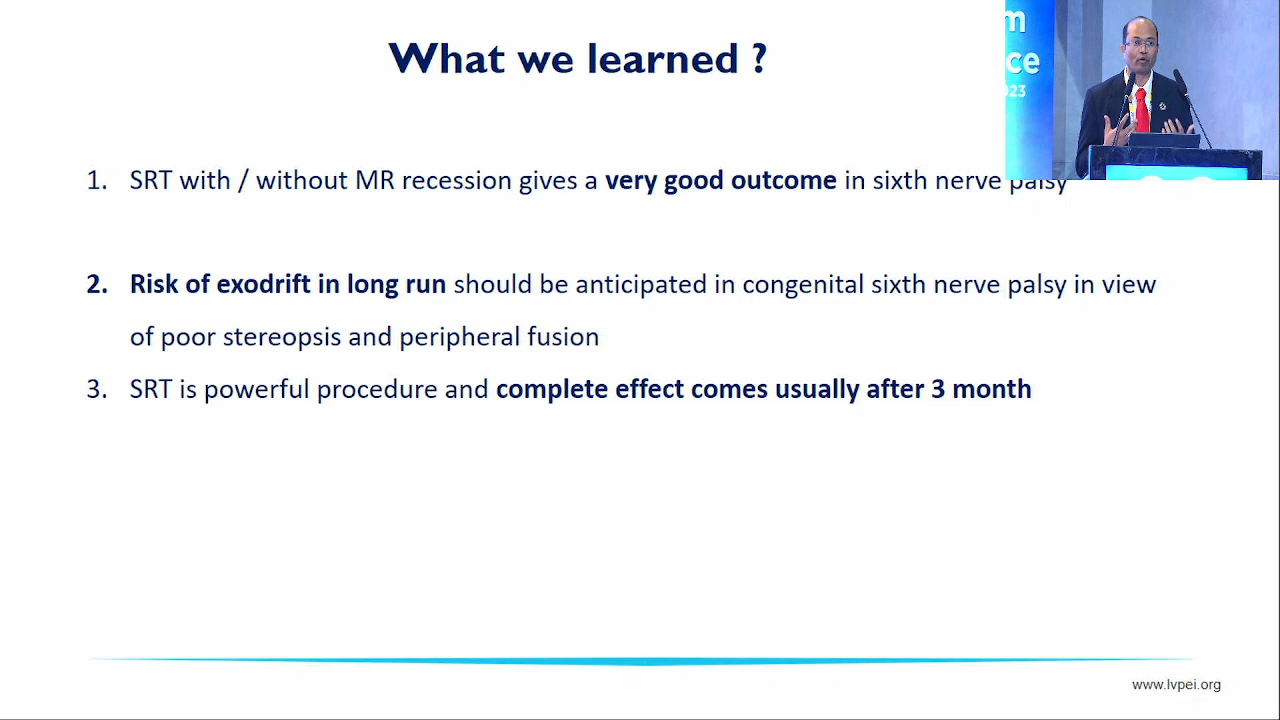 What we learned ?
m
ce
023
1. SRT with / without MR recession gives a very good outcome in sixth nerve palsy
2. Risk of exodrift in long run should be anticipated in congenital sixth nerve palsy in view
of poor stereopsis and peripheral fusion
3. SRT is powerful procedure and complete effect comes usually after 3 month
www.lvpei.org